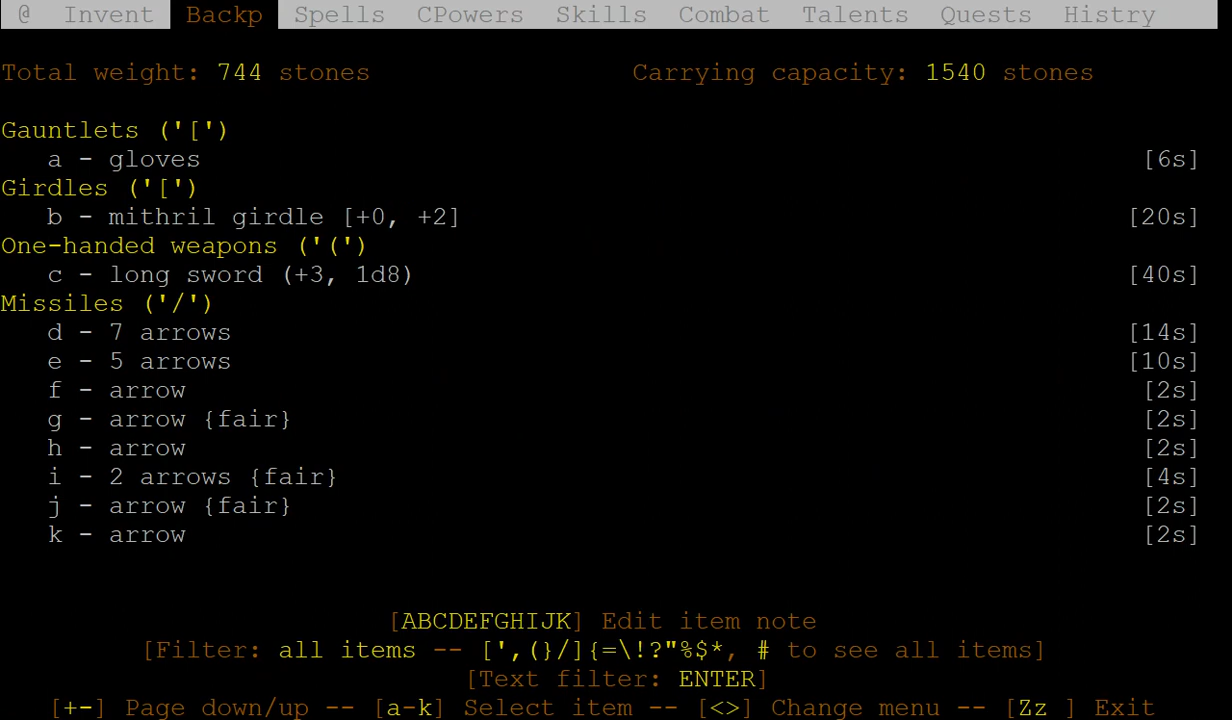 @ Invent Backp Spells CPowers Skills Combat Talents Quests Histry
Total weight: 744 stones Carrying capacity: 1540 stones
Gauntlets ('[')
a - gloves [6s]
Girdles ('[')
b - mithril girdle [+0, +2] [20s]
One-handed weapons ('(')
c - long sword (+3, 1d8) [40s]
Missiles ('/')
d - 7 arrows [14s]
e - 5 arrows [10s]
f - arrow [2s]
g - arrow {fair} [2s]
h - arrow [2s]
i - 2 arrows {fair} [4s]
j - arrow {fair} [2s]
k - arrow [2s]
[ABCDEFGHIJK] Edit item note
[Filter: all items -- [',(}/]{=\!?"%$*, # to see all items]
[Text filter: ENTER]
[+-] Page down/up -- [a-k] Select item -- [<>] Change menu -- [Zz ] Exit